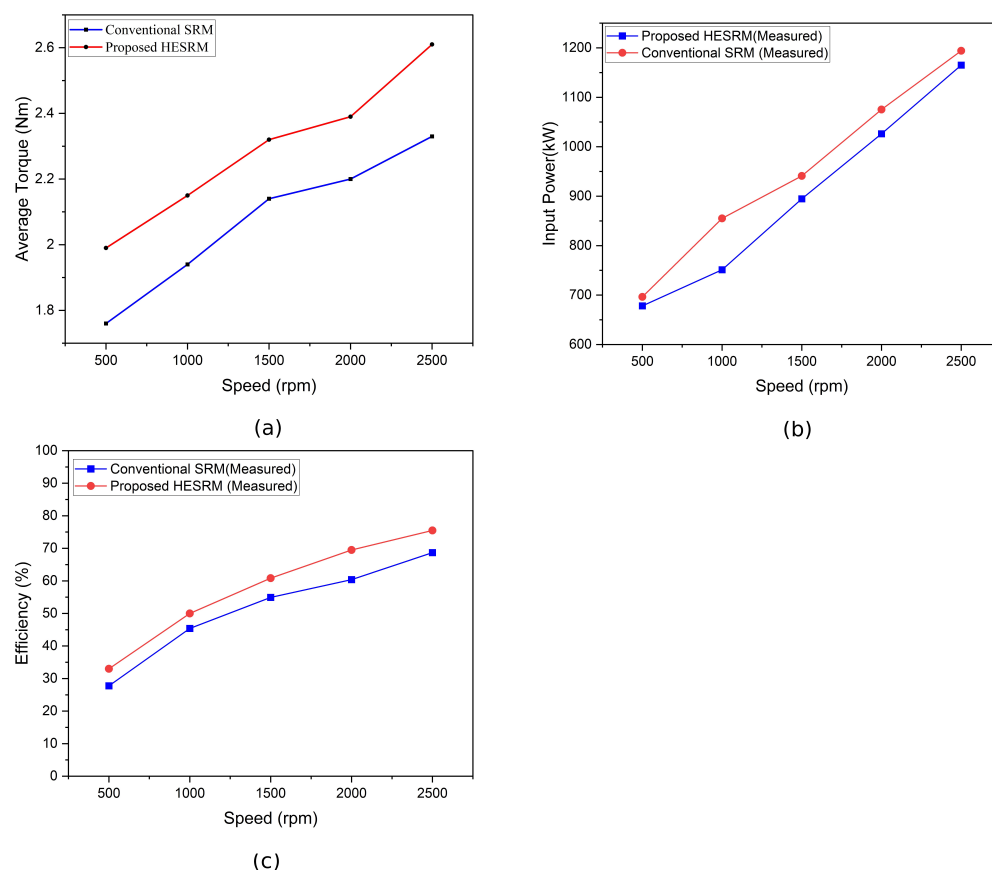 Conventional SRM
Proposed HESRM
2.6
2.4
2.2
2
1.8
Average Torque (Nm)
500 1000 1500 2000 2500
Speed (rpm)
(a)
Proposed HESRM(Measured)
Conventional SRM (Measured)
1200
1100
1000
900
800
700
600
Input Power(kW)
500 1000 1500 2000 2500
Speed (rpm)
(b)
Conventional SRM(Measured)
Proposed HESRM (Measured)
100
90
80
70
60
50
40
30
20
10
0
Efficiency (%)
500 1000 1500 2000 2500
Speed (rpm)
(c)